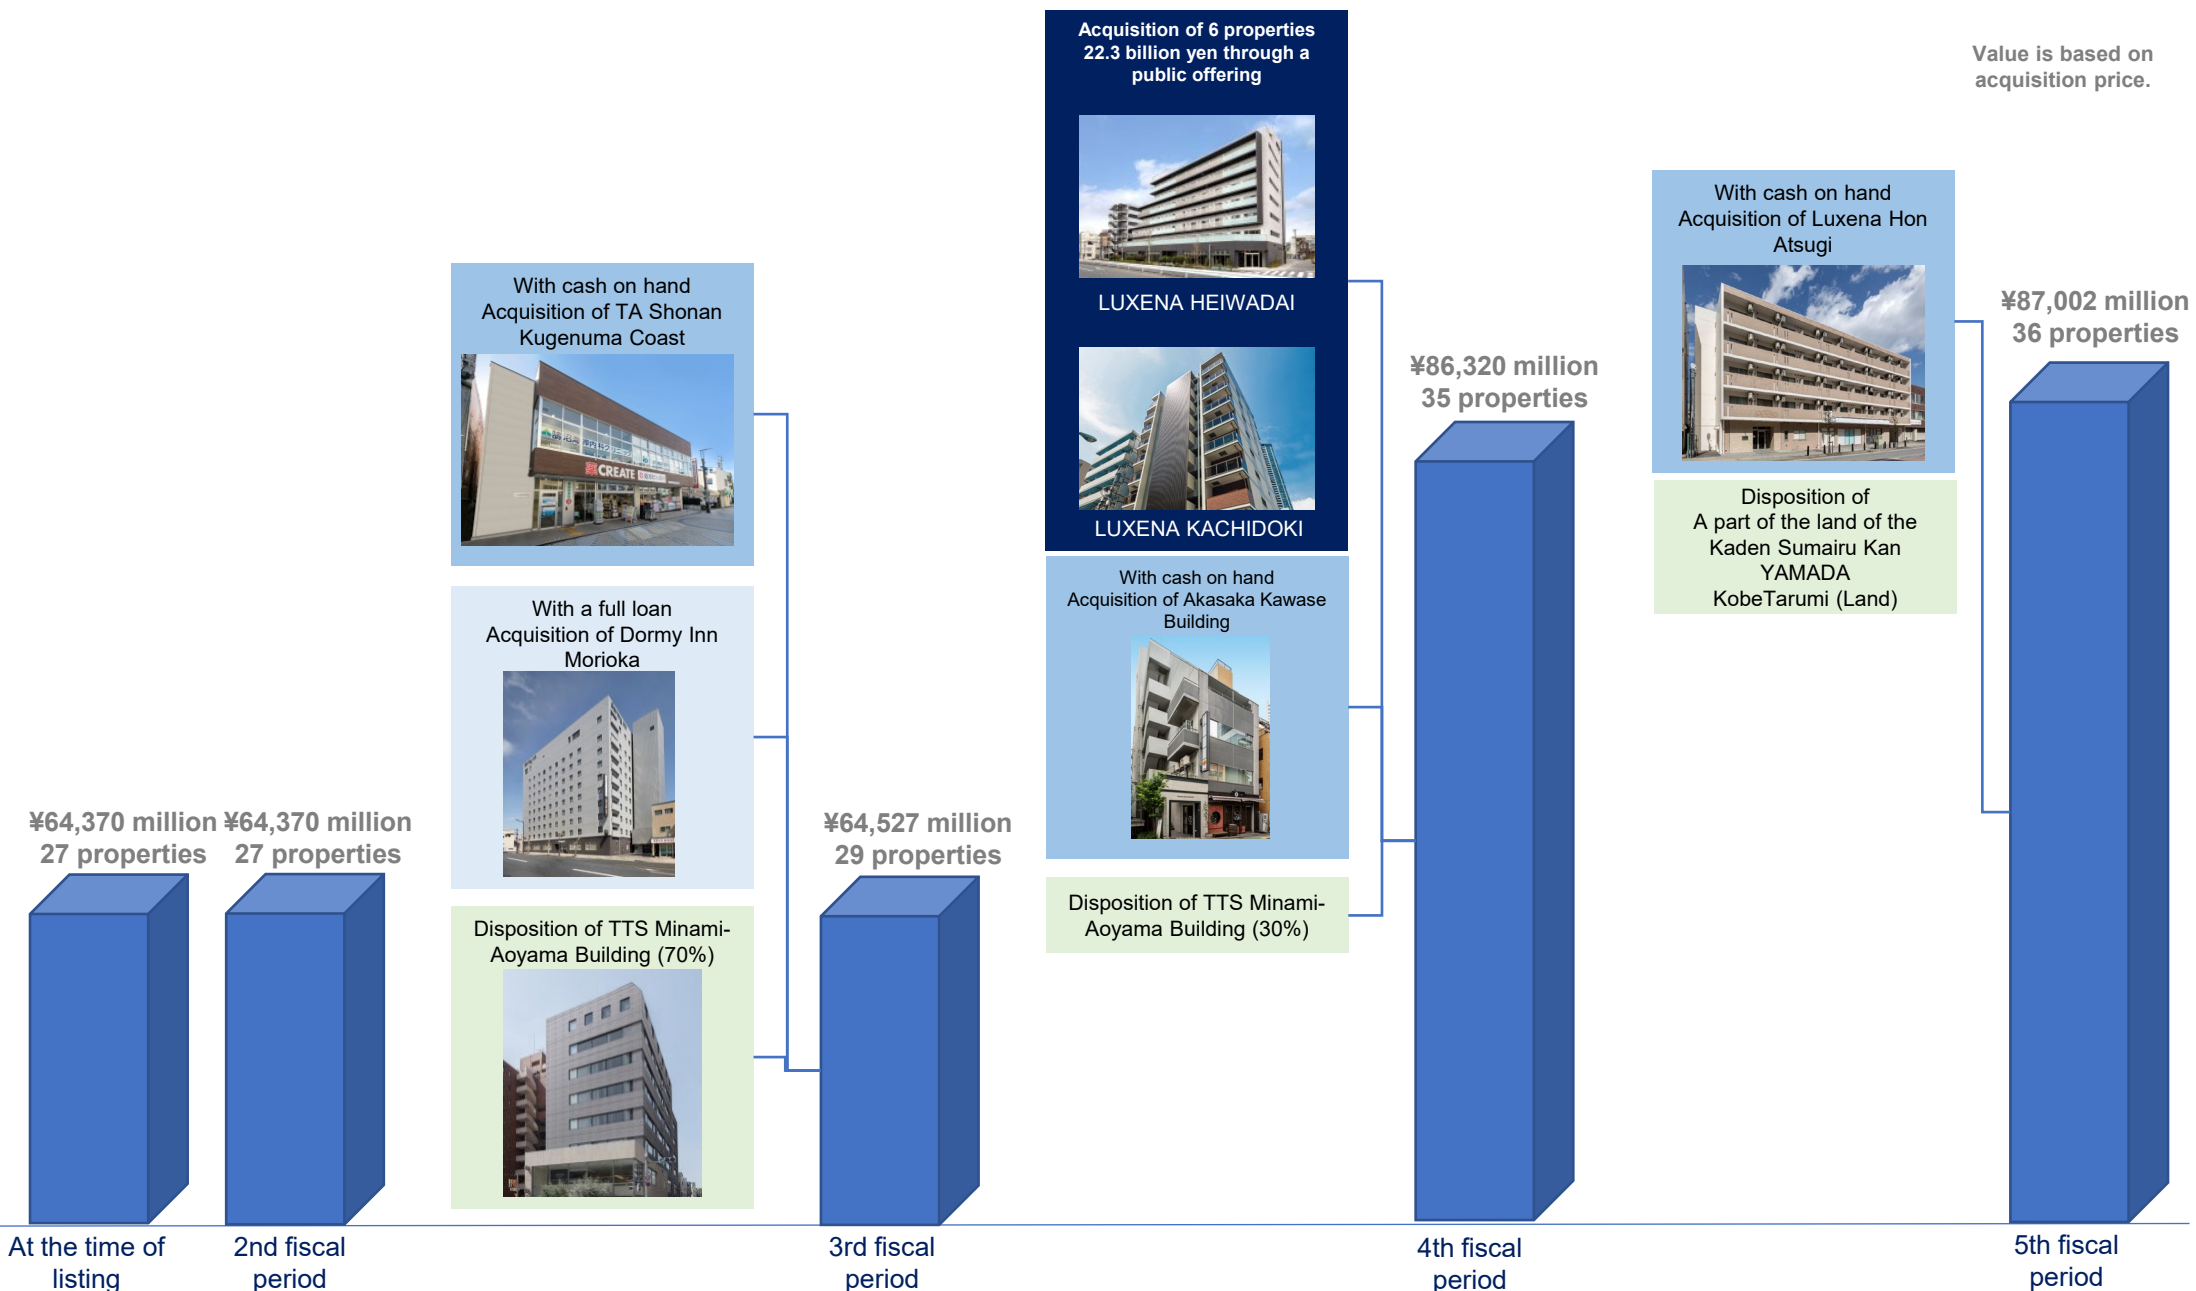 Acquisition of 6 properties
22.3 billion yen through a
public offering
LUXENA HEIWADAI
LUXENA KACHIDOKI
Value is based on
acquisition price.
With cash on hand
Acquisition of TA Shonan
Kugenuma Coast
CREATE
With a full loan
Acquisition of Dormy Inn
Morioka
Disposition of TTS Minami-
Aoyama Building (70%)
With cash on hand
Acquisition of Akasaka Kawase
Building
Disposition of TTS Minami-
Aoyama Building (30%)
With cash on hand
Acquisition of Luxena Hon
Atsugi
Disposition of
A part of the land of the
Kaden Sumairu Kan
YAMADA
KobeTarumi (Land)
¥64,370 million
27 properties
¥64,370 million
27 properties
¥64,527 million
29 properties
¥86,320 million
35 properties
¥87,002 million
36 properties
At the time of
listing
2nd fiscal
period
3rd fiscal
period
4th fiscal
period
5th fiscal
period